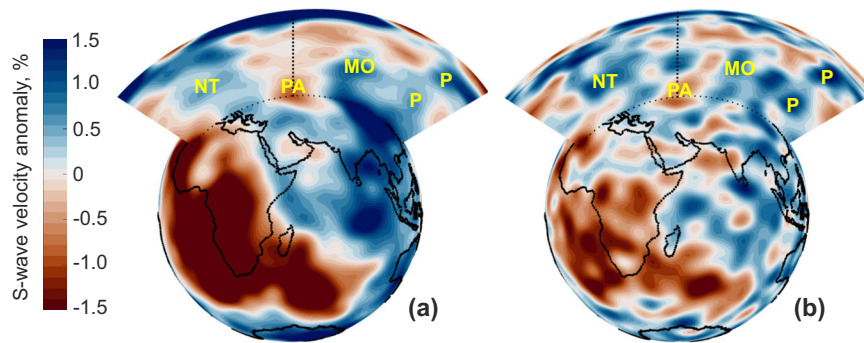 S-wave velocity anomaly, %
1.5
1.0
0.5
0
-0.5
-1.0
-1.5
NT
PA
MO
P
P
(a)
NT
PA
MO
P
P
(b)